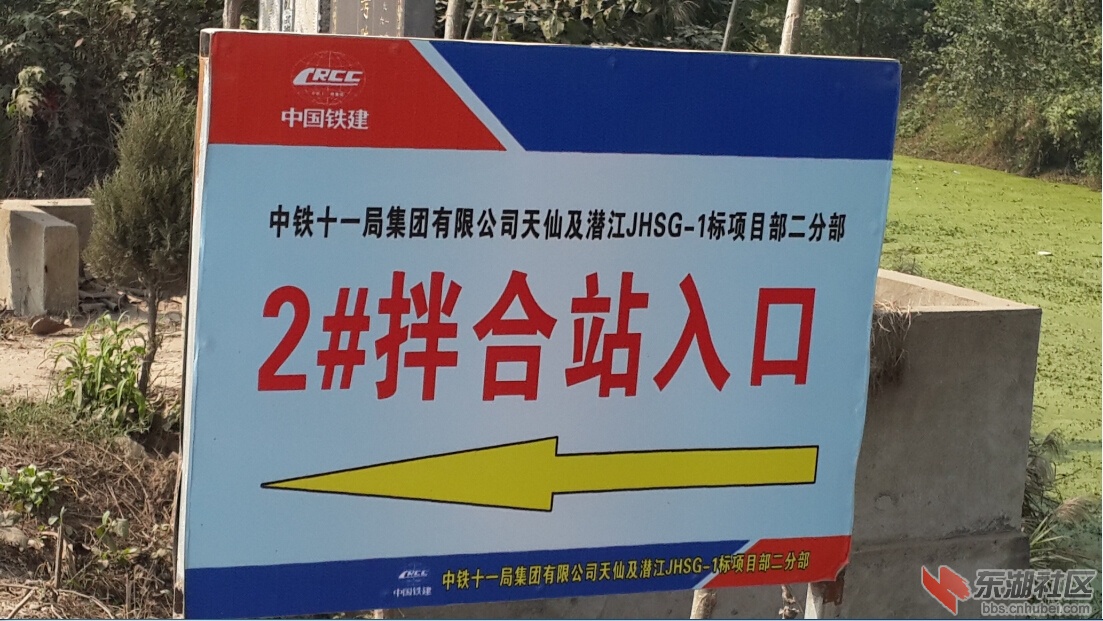 CRCC
中国铁建
中铁十一局集团有限公司天仙及潜江JHSG-1标项目部二分部
2#拌合站入口
CRCC
中国铁建
中铁十一局集团有限公司天仙及潜江JHSG-1标项目部二分部
东湖社区
bbs.cnhubei.com